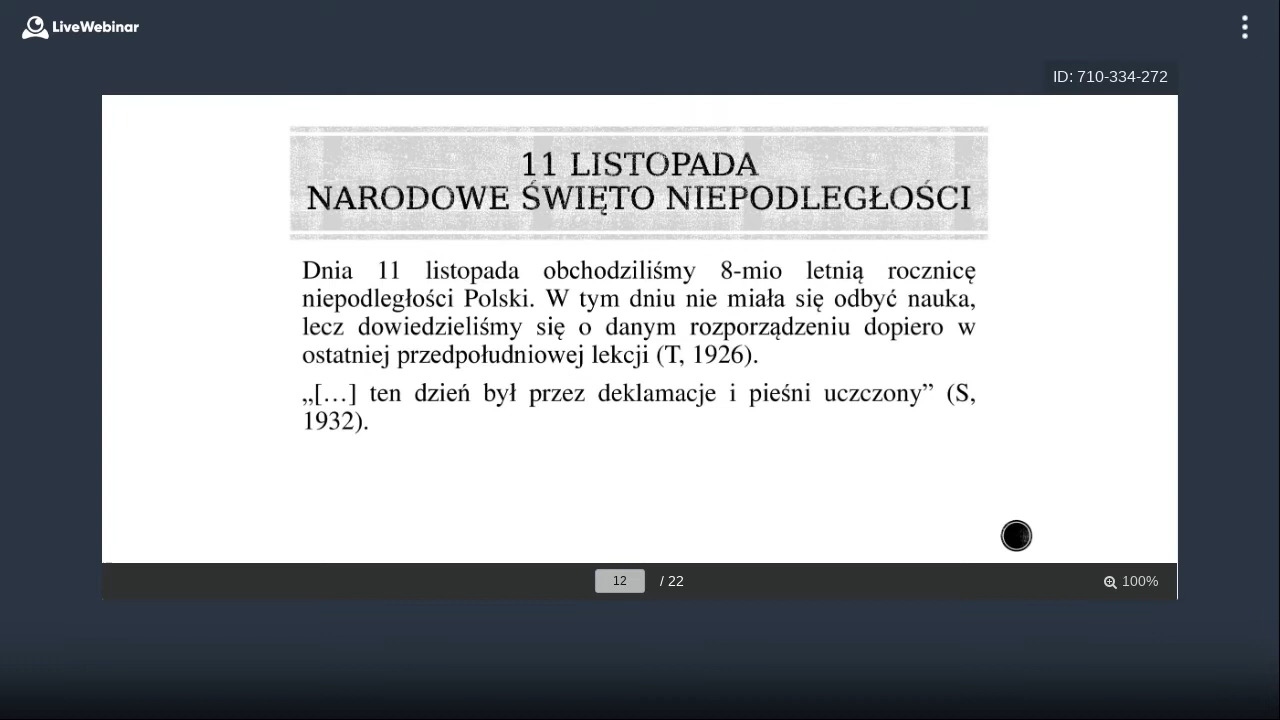 LiveWebinar
ID: 710-334-272
11 LISTOPADA
NARODOWE ŚWIĘTO NIEPODLEGŁOŚCI
Dnia 11 listopada obchodziliśmy 8-mio letnią rocznicę
niepodległości Polski. W tym dniu nie miała się odbyć nauka,
lecz dowiedzieliśmy się o danym rozporządzeniu dopiero w
ostatniej przedpołudniowej lekcji (T, 1926).
„[…] ten dzień był przez deklamacje i pieśni uczczony” (S,
1932).
12 / 22
100%